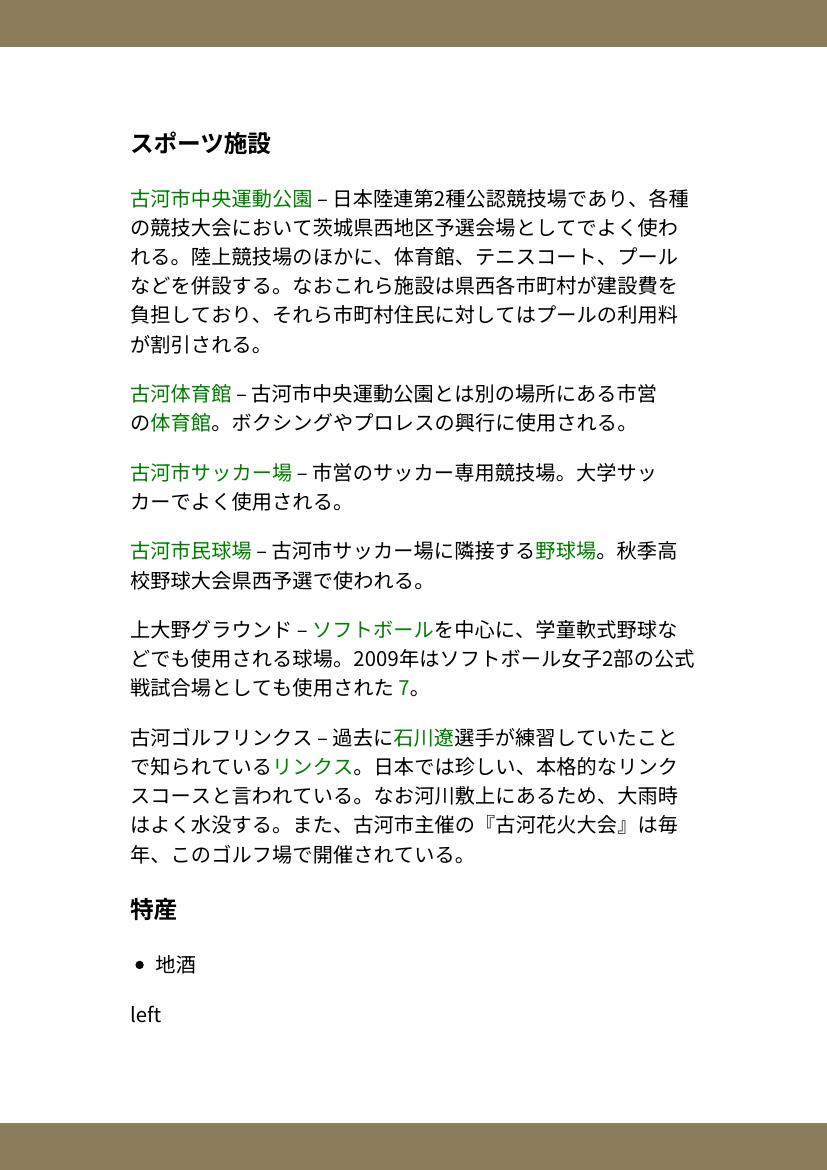 スポーツ施設
古河市中央運動公園 – 日本陸連第2種公認競技場であり、各種
の競技大会において茨城県西地区予選会場としてでよく使わ
れる。陸上競技場のほかに、体育館、テニスコート、プール
などを併設する。なおこれら施設は県西各市町村が建設費を
負担しており、それら市町村住民に対してはプールの利用料
が割引される。
古河体育館 – 古河市中央運動公園とは別の場所にある市営
の体育館。ボクシングやプロレスの興行に使用される。
古河市サッカー場 – 市営のサッカー専用競技場。大学サッ
カーでよく使用される。
古河市民球場 – 古河市サッカー場に隣接する野球場。秋季高
校野球大会県西予選で使われる。
上大野グラウンド – ソフトボールを中心に、学童軟式野球な
どでも使用される球場。2009年はソフトボール女子2部の公式
戦試合場としても使用された 7。
古河ゴルフリンクス – 過去に石川遼選手が練習していたこと
で知られているリンクス。日本では珍しい、本格的なリンク
スコースと言われている。なお河川敷上にあるため、大雨時
はよく水没する。また、古河市主催の『古河花火大会』は毎
年、このゴルフ場で開催されている。
特産
• 地酒
left